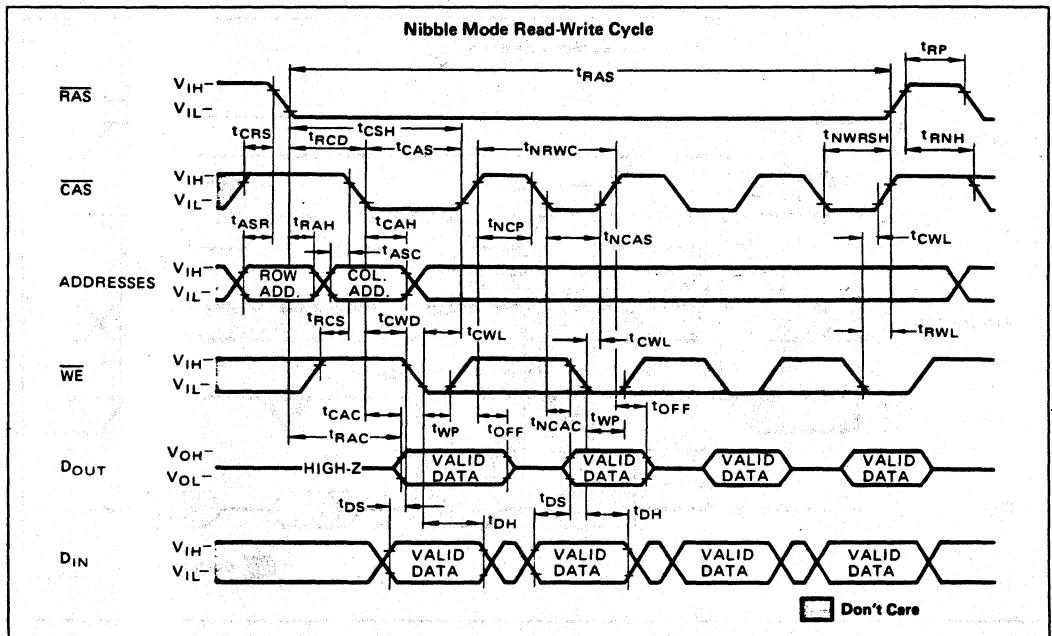 Nibble Mode Read-Write Cycle
tRP
tRAS
RAS
VIH
VIL
tCSH
tCRS
tRCD
tCAS
tNRWC
tNWRSH
tRNH
CAS
VIH
VIL
tASR
tRAH
tCAH
tNCP
tNCAS
tCWL
tASC
ADDRESSES
VIH
VIL
ROW ADD.
COL. ADD.
tRCS
tCWD
tCWL
tCWL
tRWL
WE
VIH
VIL
tCAC
tWP
tOFF
tNCAC
tWP
tOFF
tRAC
DOUT
VOH
VOL
HIGH-Z
VALID DATA
VALID DATA
VALID DATA
VALID DATA
tDS
tDH
tDS
tDH
DIN
VIH
VIL
VALID DATA
VALID DATA
VALID DATA
VALID DATA
Don't Care